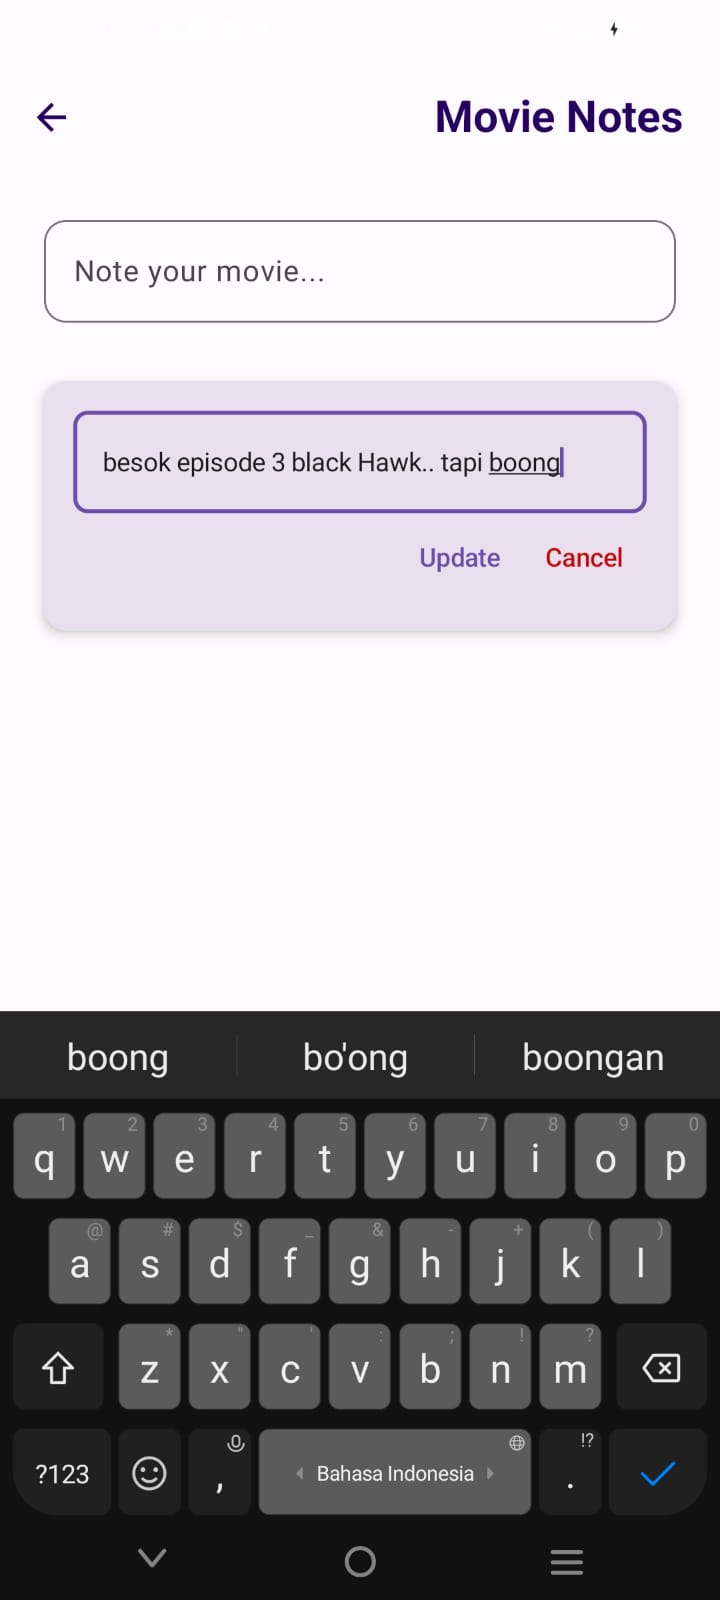 Movie Notes
Note your movie...
besok episode 3 black Hawk.. tapi boong
Update Cancel
boong bo'ong boongan
1 2 3 4 5 6 7 8 9 0
q w e r t y u i o p
@ # $ _ & - + ( )
a s d f g h j k l
* " ' : ; ! ?
z x c v b n m
!?
?123 , Bahasa Indonesia .